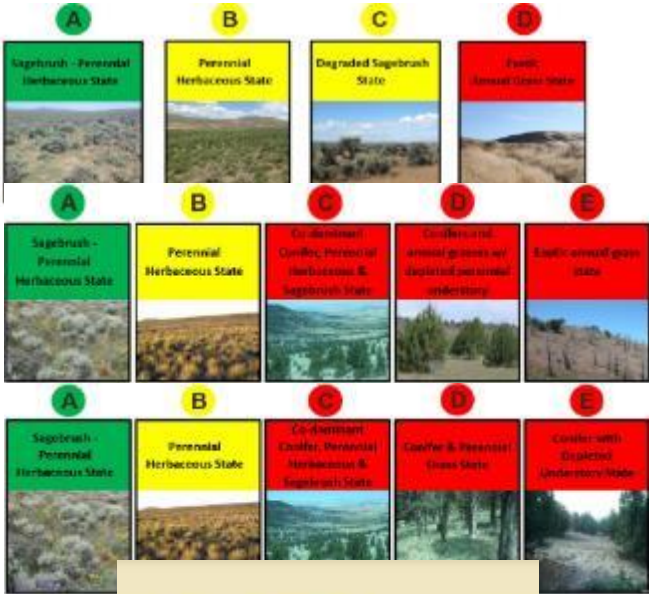 A B C D
Sagebrush - Perennial
Herbaceous State
Perennial
Herbaceous State
Degraded Sagebrush
State
Exotic
Annual Grass State
A B C D E
Sagebrush -
Perennial
Herbaceous State
Perennial
Herbaceous State
Co-dominant
Conifer, Perennial
Herbaceous &
Sagebrush State
Conifers and
annual grasses w/
depleted perennial
understory
Exotic annual grass
state
A B C D E
Sagebrush -
Perennial
Herbaceous State
Perennial
Herbaceous State
Co-dominant
Conifer, Perennial
Herbaceous &
Sagebrush State
Conifer & Perennial
Grass State
Conifer with
Depleted
Understory State